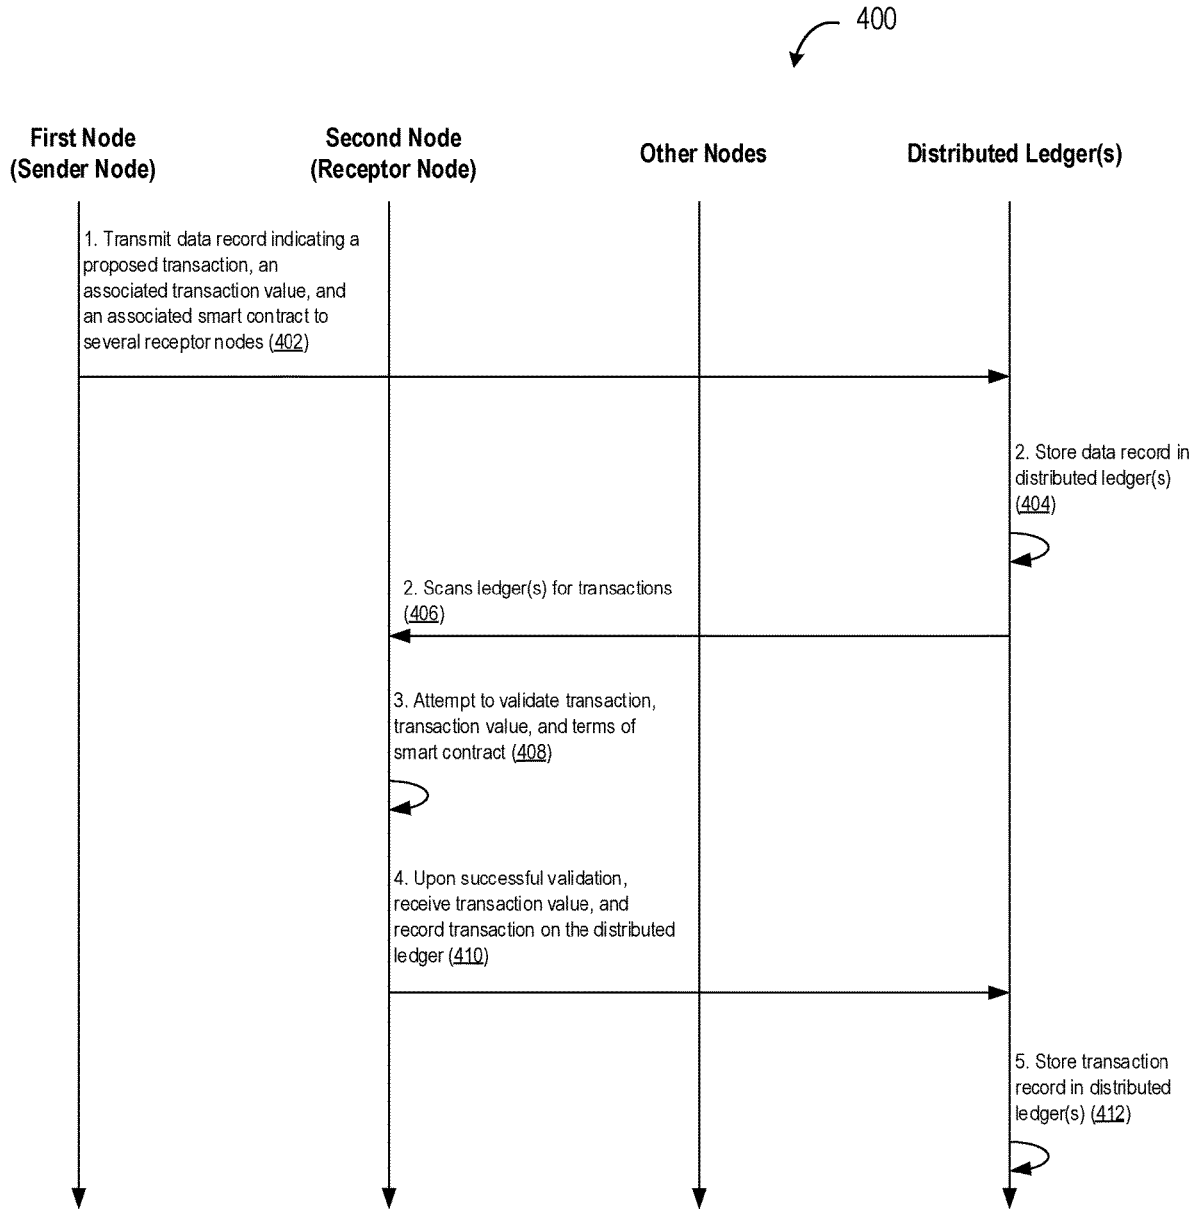 400
First Node
(Sender Node)
Second Node
(Receptor Node)
Other Nodes
Distributed Ledger(s)
1. Transmit data record indicating a
proposed transaction, an
associated transaction value, and
an associated smart contract to
several receptor nodes (402)
2. Store data record in
distributed ledger(s)
(404)
2. Scans ledger(s) for transactions
(406)
3. Attempt to validate transaction,
transaction value, and terms of
smart contract (408)
4. Upon successful validation,
receive transaction value, and
record transaction on the distributed
ledger (410)
5. Store transaction
record in distributed
ledger(s) (412)